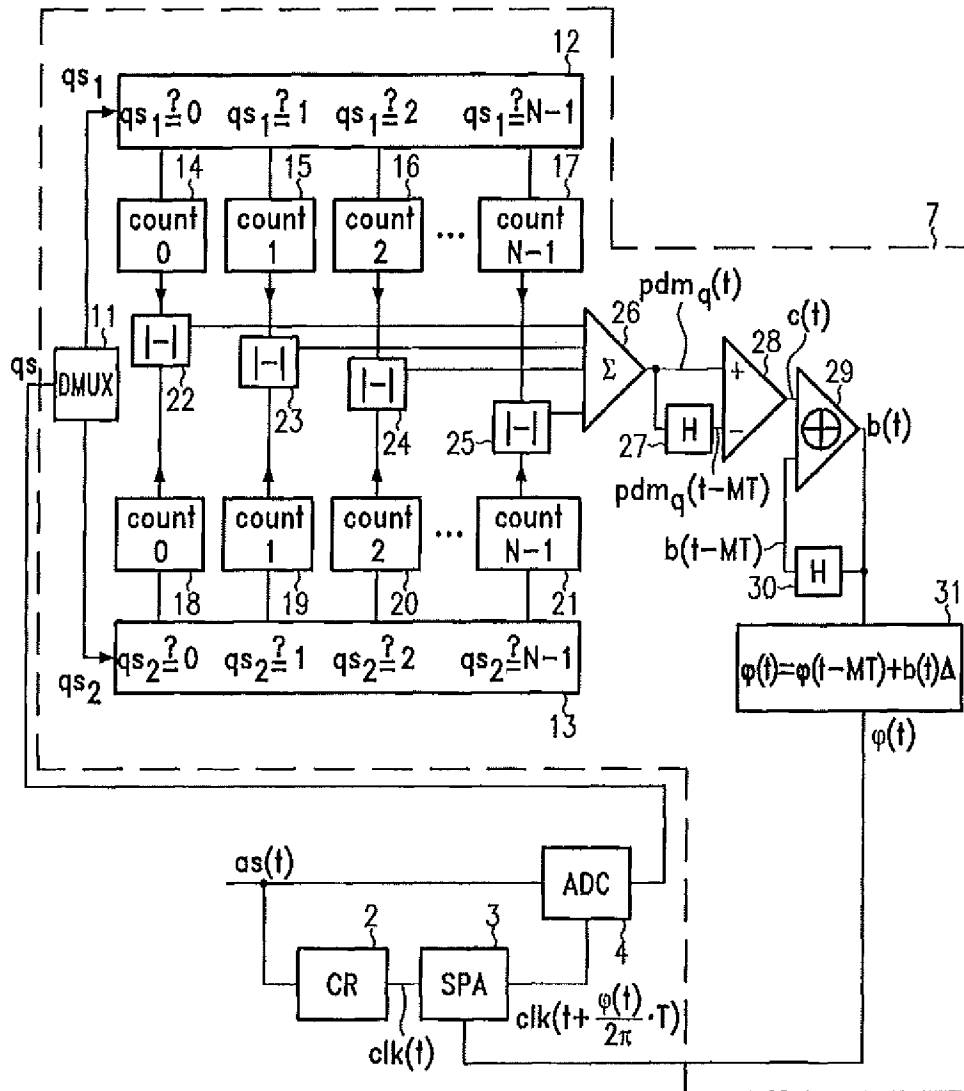 12
qs1
qs1≟0 qs1≟1 qs1≟2 qs1≟N-1
14 15 16 17
count 0
count 1
count 2
...
count N-1
7
11
qs
DMUX
|-|
22
|-|
23
|-|
24
25
|-|
26
Σ
pdmq(t)
27
H
pdmq(t-MT)
+
-
28
c(t)
29
⊕
b(t)
b(t-MT)
30
H
count 0
count 1
count 2
...
count N-1
18 19 20 21
qs2
qs2≟0 qs2≟1 qs2≟2 qs2≟N-1
13
31
φ(t)=φ(t-MT)+b(t)Δ
φ(t)
as(t)
ADC
4
2
CR
3
SPA
clk(t)
clk(t+φ(t)/2π·T)